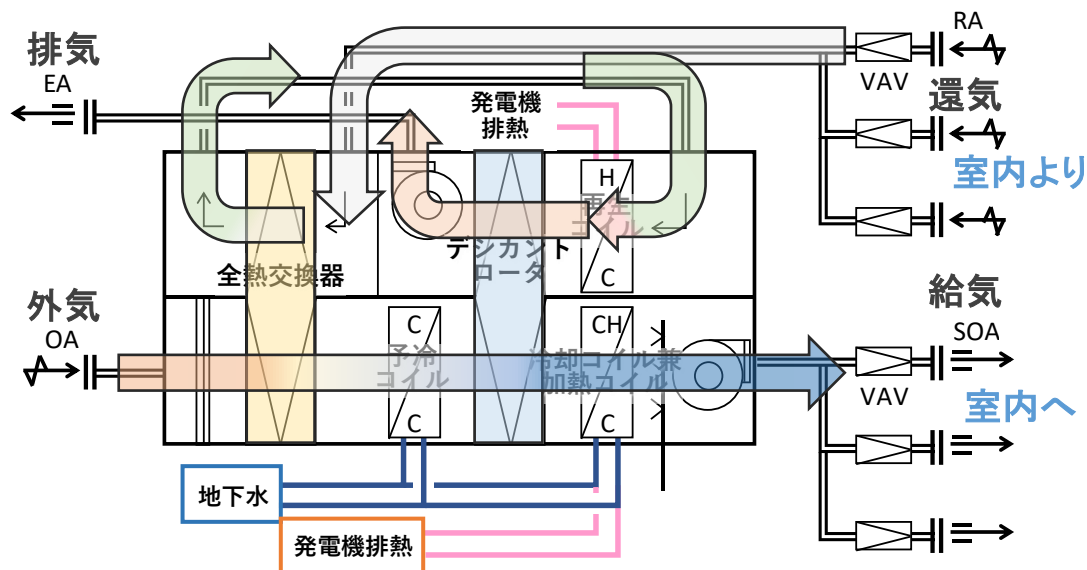 排気
EA
RA
VAV
還気
室内より
発電機
排熱
H
再生
コイル
C
デシカント
ロータ
全熱交換器
外気
OA
C
予冷
コイル
C
CH
冷却コイル兼
加熱コイル
C
給気
SOA
VAV
室内へ
地下水
発電機排熱